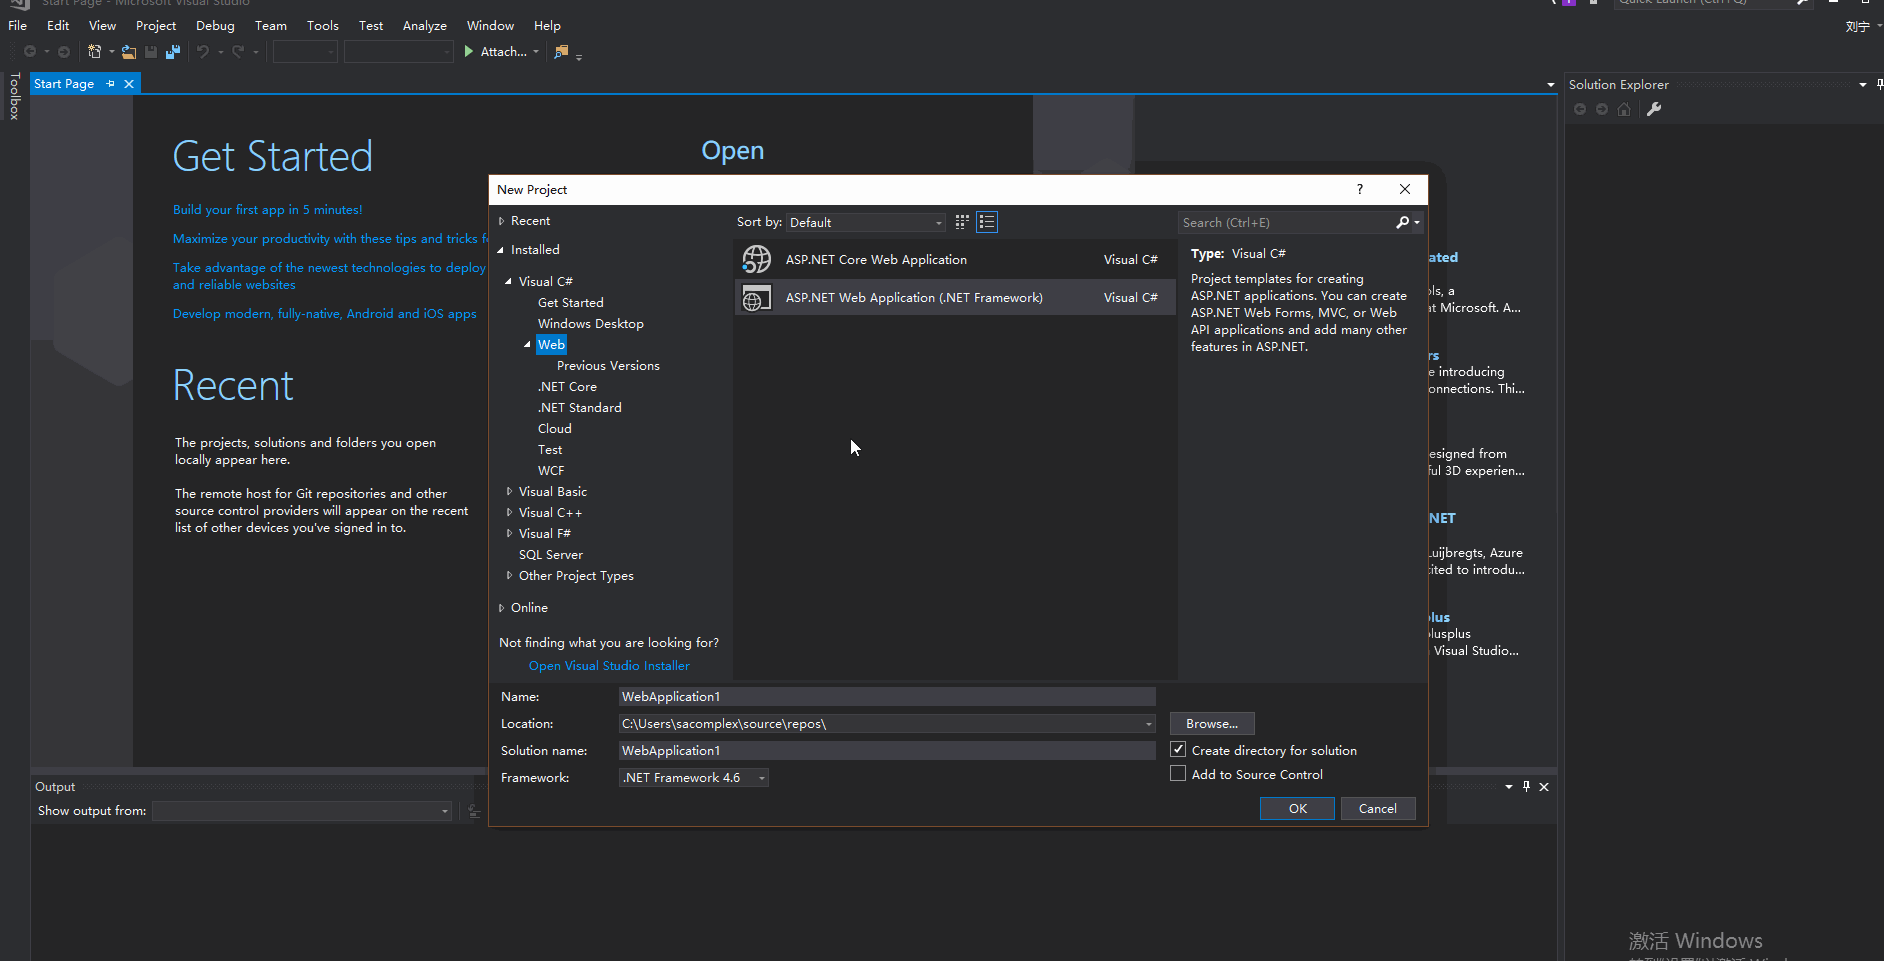 Start Page - Microsoft Visual Studio
Quick Launch (Ctrl+Q)
File Edit View Project Debug Team Tools Test Analyze Window Help
刘宁
Attach...
Toolbox
Start Page
Solution Explorer
Get Started
Build your first app in 5 minutes!
Maximize your productivity with these tips and tricks fo
Take advantage of the newest technologies to deploy
and reliable websites
Develop modern, fully-native, Android and iOS apps
Recent
The projects, solutions and folders you open
locally appear here.
The remote host for Git repositories and other
source control providers will appear on the recent
list of other devices you've signed in to.
Open
New Project
?
Recent
Installed
Visual C#
Get Started
Windows Desktop
Web
Previous Versions
.NET Core
.NET Standard
Cloud
Test
WCF
Visual Basic
Visual C++
Visual F#
SQL Server
Other Project Types
Online
Not finding what you are looking for?
Open Visual Studio Installer
Sort by: Default
ASP.NET Core Web Application Visual C#
ASP.NET Web Application (.NET Framework) Visual C#
Search (Ctrl+E)
Type: Visual C#
Project templates for creating
ASP.NET applications. You can create
ASP.NET Web Forms, MVC, or Web
API applications and add many other
features in ASP.NET.
Name: WebApplication1
Location: C:\Users\sacomplex\source\repos\
Browse...
Solution name: WebApplication1
Create directory for solution
Framework: .NET Framework 4.6
Add to Source Control
OK Cancel
ated
ols, a
at Microsoft. A...
rs
e introducing
onnections. Thi...
esigned from
ful 3D experien...
NET
Luijbregts, Azure
cited to introdu...
plus
plusplus
Visual Studio...
Output
Show output from:
激活 Windows